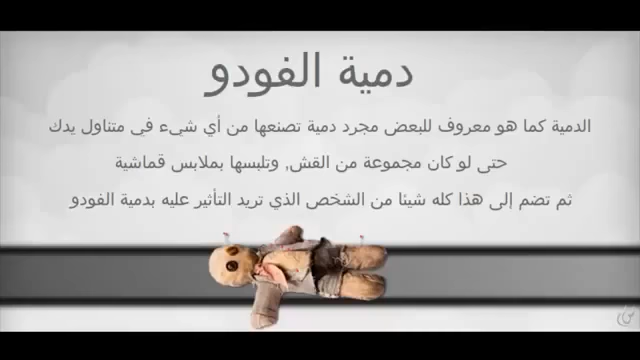 دمية الفودو
الدمية كما هو معروف للبعض مجرد دمية تصنعها من أي شيء في متناول يدك
حتى لو كان مجموعة من القش, وتلبسها بملابس قماشية
ثم تضم إلى هذا كله شيئا من الشخص الذي تريد التأثير عليه بدمية الفودو